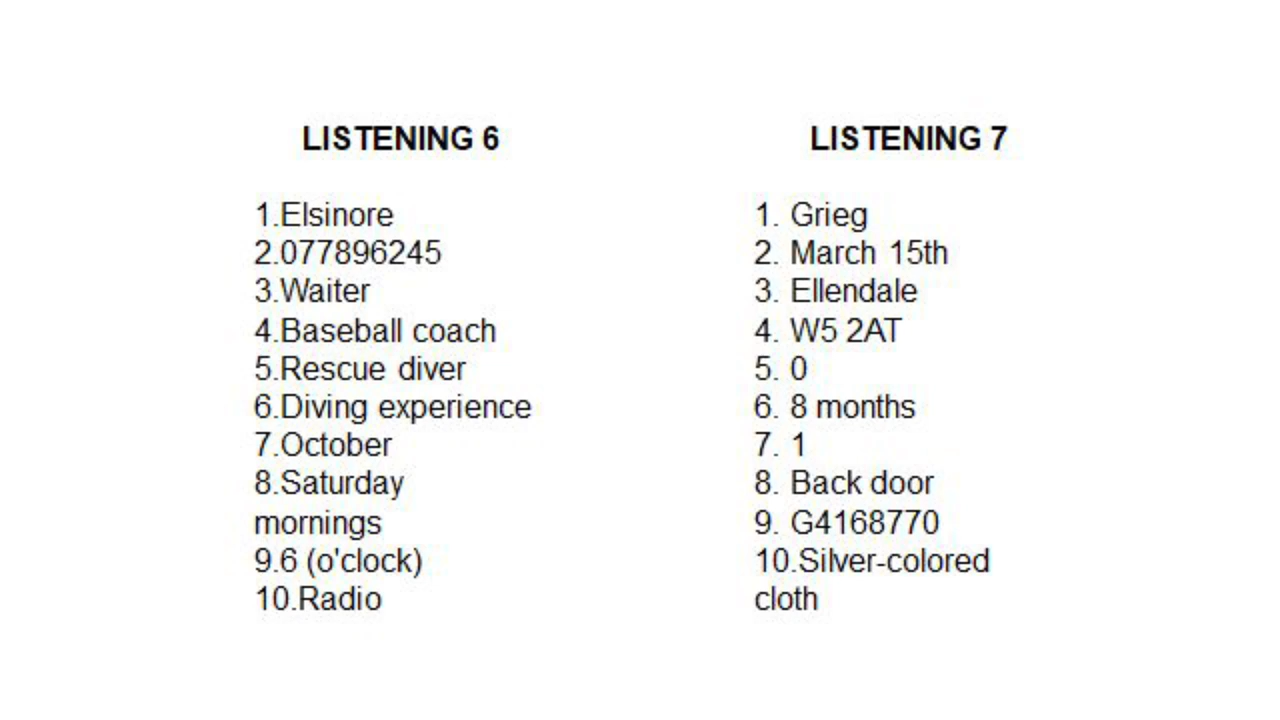 LISTENING 6
1.Elsinore
2.077896245
3.Waiter
4.Baseball coach
5.Rescue diver
6.Diving experience
7.October
8.Saturday
mornings
9.6 (o'clock)
10.Radio
LISTENING 7
1. Grieg
2. March 15th
3. Ellendale
4. W5 2AT
5. 0
6. 8 months
7. 1
8. Back door
9. G4168770
10.Silver-colored
cloth